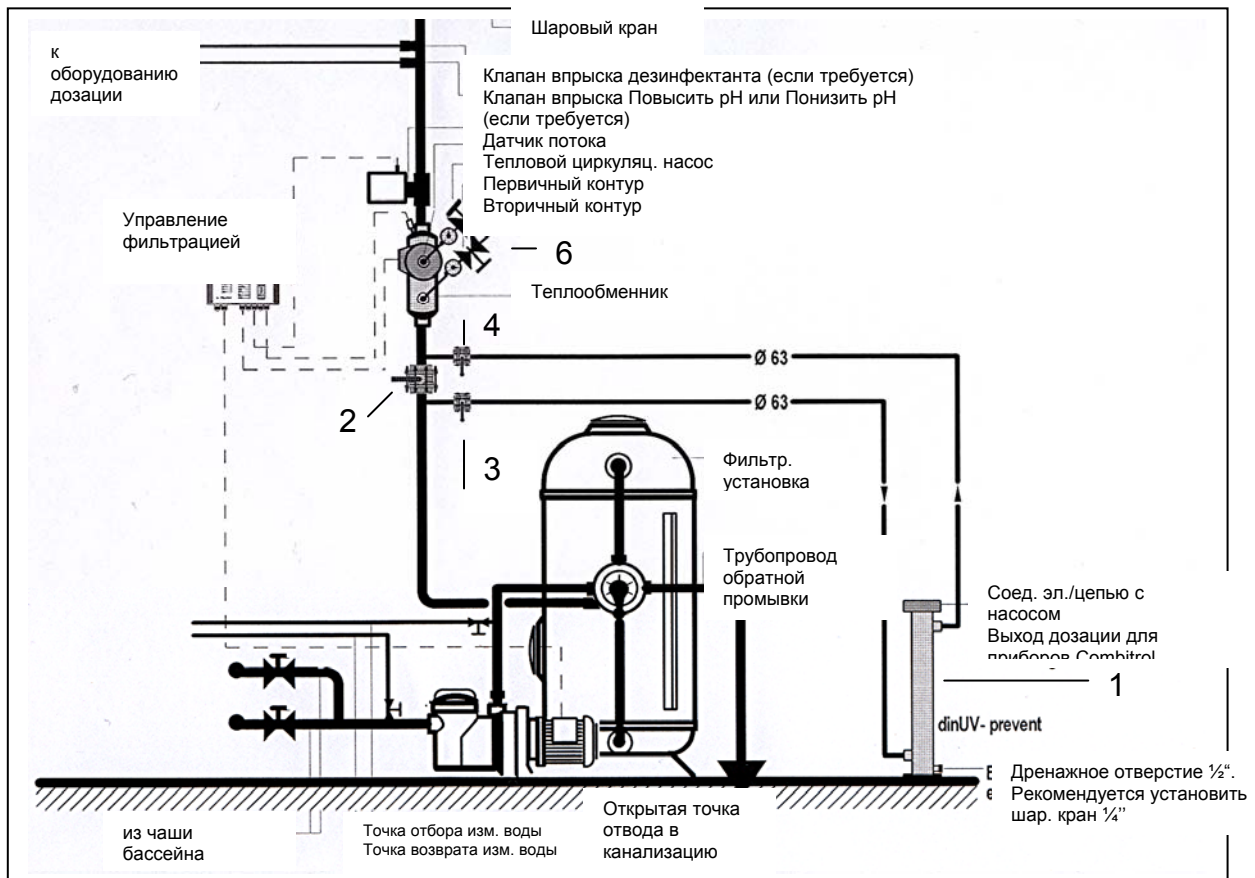 Шаровый кран
к
оборудованию
дозации
Клапан впрыска дезинфектанта (если требуется)
Клапан впрыска Повысить pH или Понизить pH
(если требуется)
Датчик потока
Тепловой циркуляц. насос
Первичный контур
Вторичный контур
Управление
фильтрацией
6
Теплообменник
4
Ø 63
2
Ø 63
3
Фильтр.
установка
Трубопровод
обратной
промывки
Соед. эл./цепью с
насосом
Выход дозации для
приборов Combitrol
1
dinUV- prevent
Дренажное отверстие ½“.
Рекомендуется установить
шар. кран ¼’’
Открытая точка
отвода в
канализацию
из чаши
бассейна
Точка отбора изм. воды
Точка возврата изм. воды